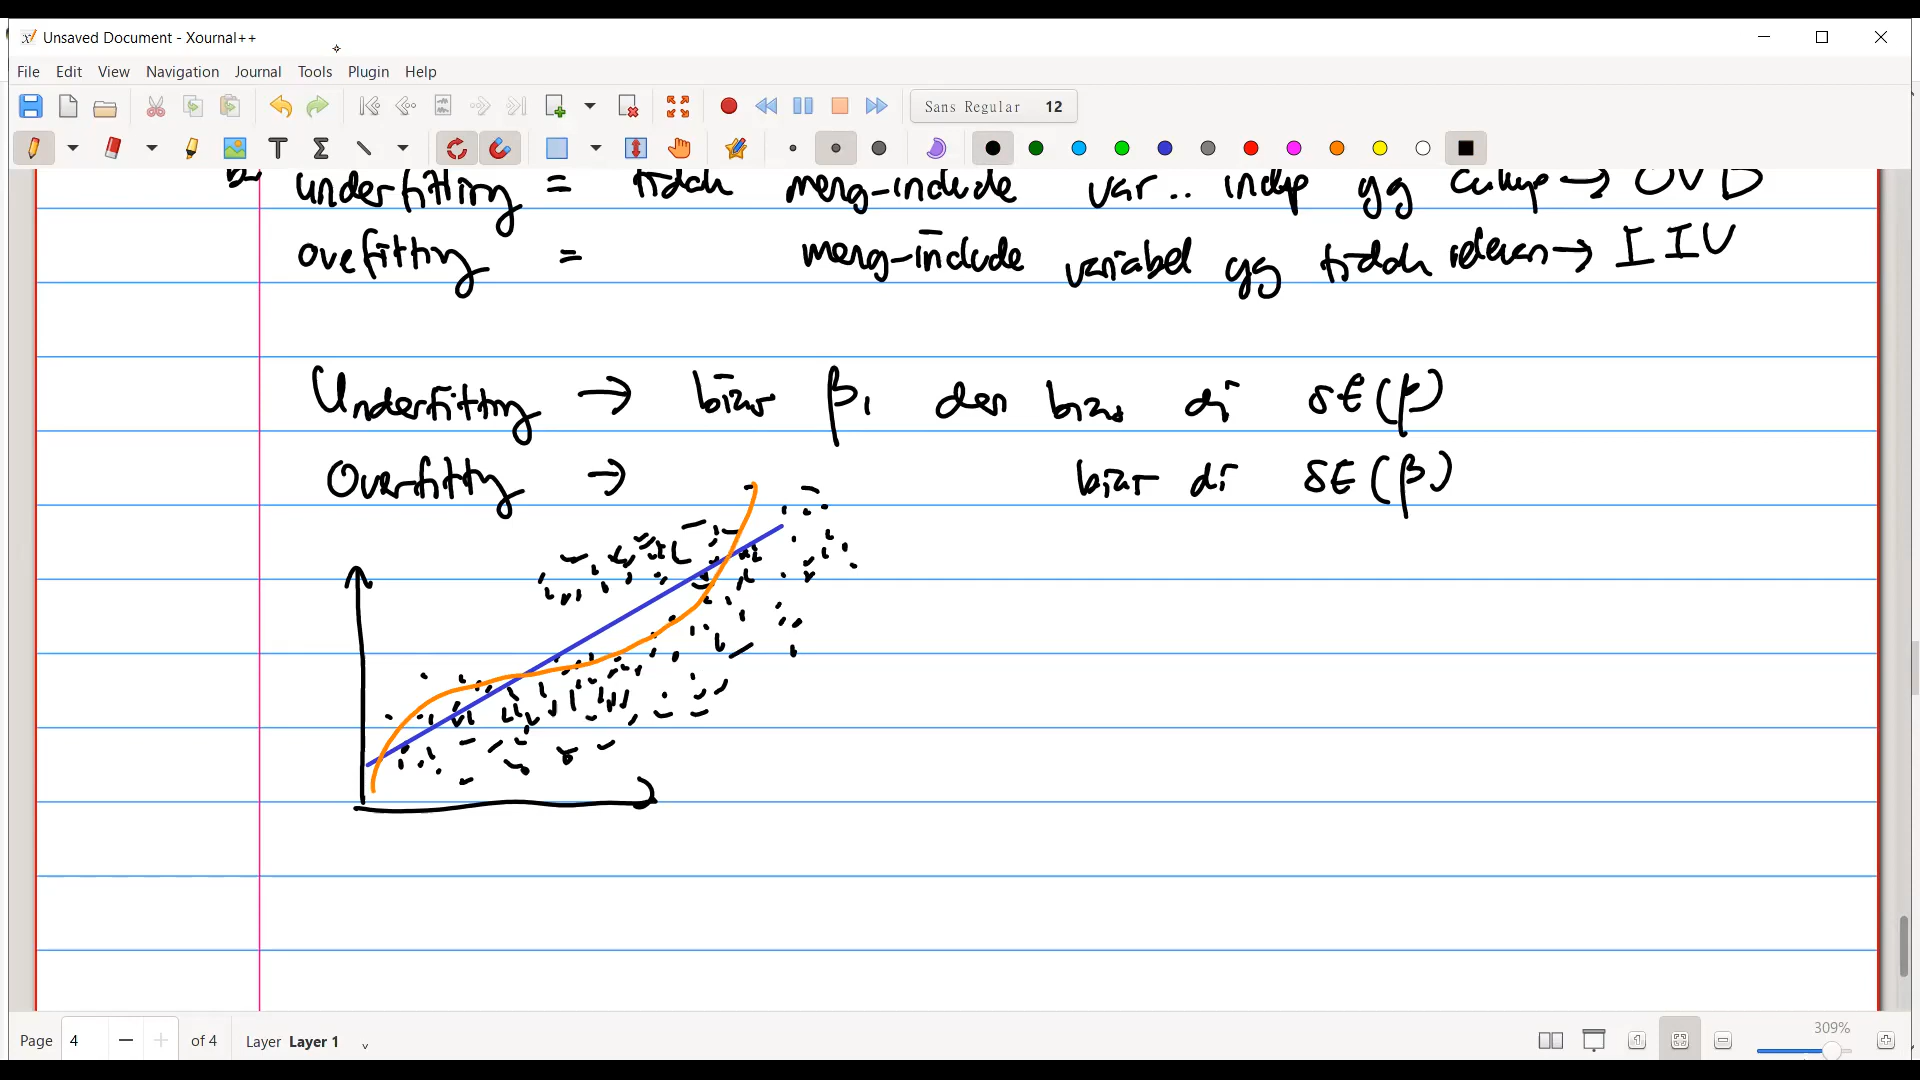 Unsaved Document - Xournal++
File Edit View Navigation Journal Tools Plugin Help
Sans Regular 12
underfitting = tidak meng-include var.. indep yg cukup → OVB
overfitting = meng-include variabel yg tidak relevan → IIV
Underfitting → bias β1 dan bias di SE(β)
Overfitting → bias di SE(β)
Page 4 of 4 Layer Layer 1
309%